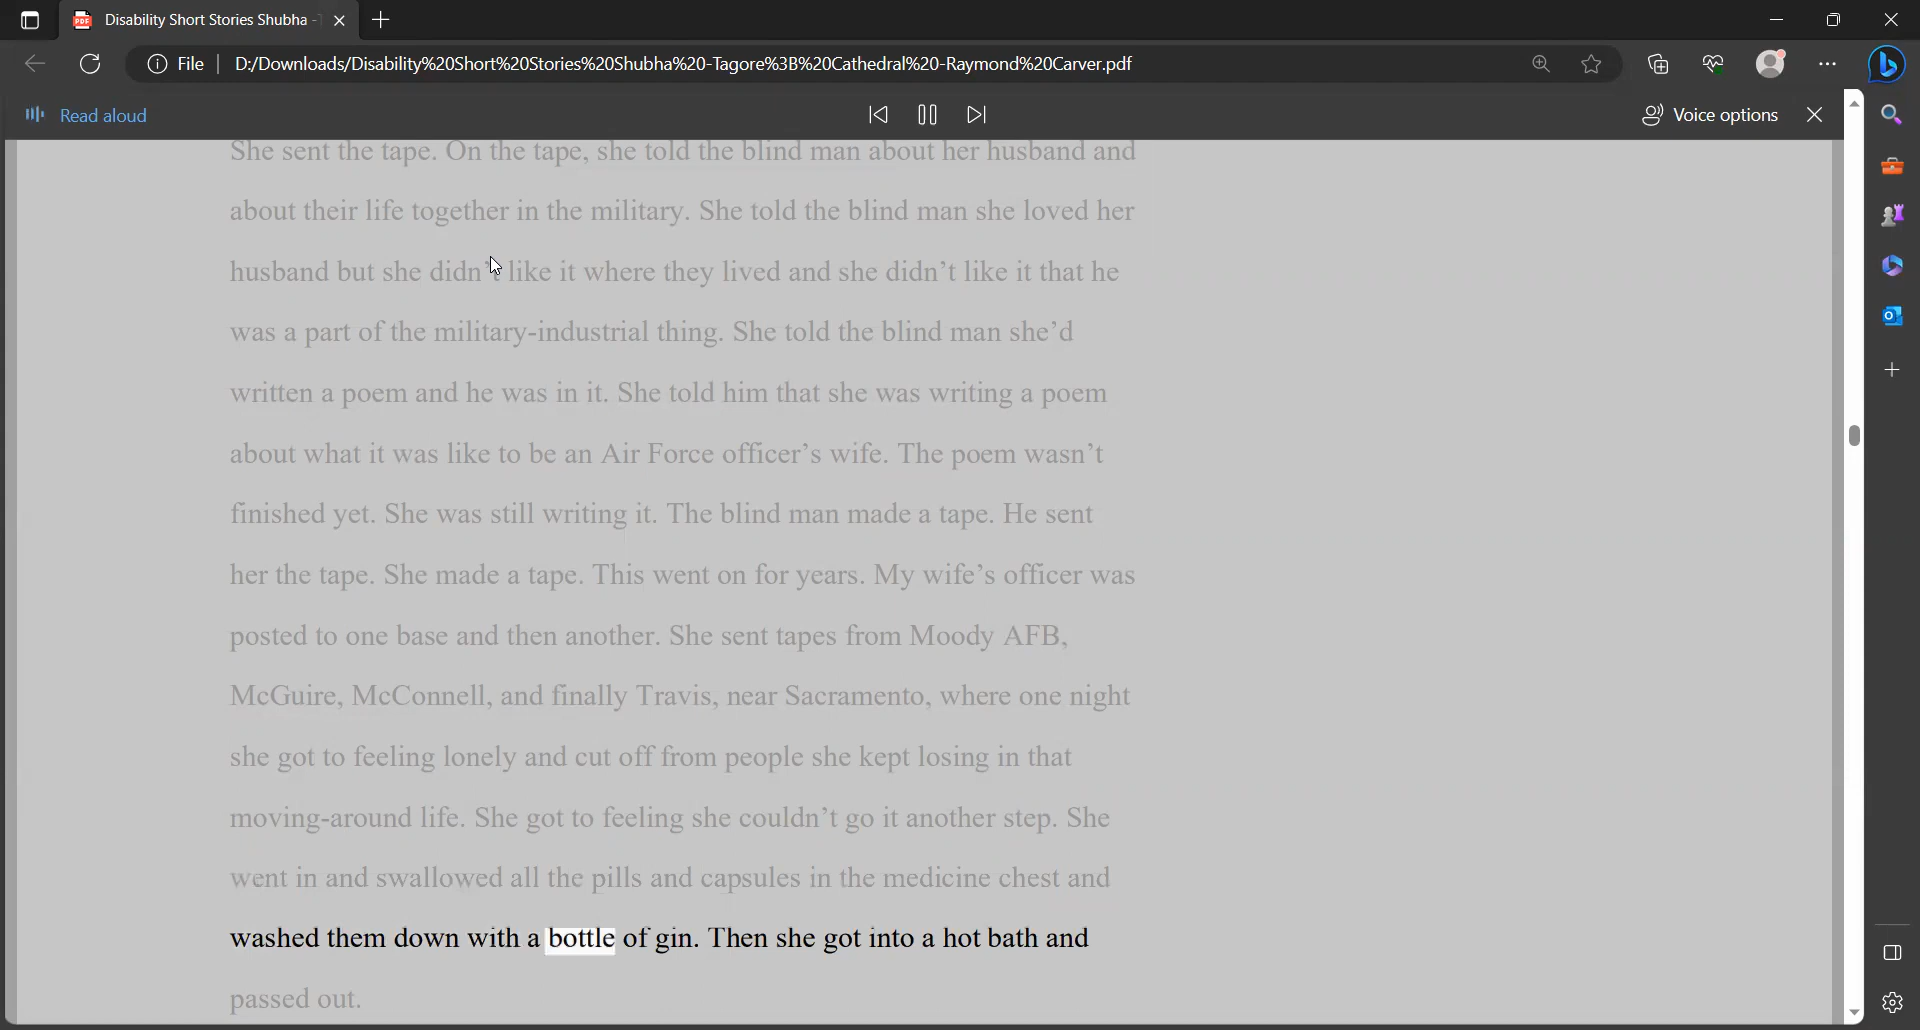 Disability Short Stories Shubha -
File
D:/Downloads/Disability%20Short%20Stories%20Shubha%20-Tagore%3B%20Cathedral%20-Raymond%20Carver.pdf
Read aloud
Voice options
She sent the tape. On the tape, she told the blind man about her husband and
about their life together in the military. She told the blind man she loved her
husband but she didn’t like it where they lived and she didn’t like it that he
was a part of the military-industrial thing. She told the blind man she’d
written a poem and he was in it. She told him that she was writing a poem
about what it was like to be an Air Force officer’s wife. The poem wasn’t
finished yet. She was still writing it. The blind man made a tape. He sent
her the tape. She made a tape. This went on for years. My wife’s officer was
posted to one base and then another. She sent tapes from Moody AFB,
McGuire, McConnell, and finally Travis, near Sacramento, where one night
she got to feeling lonely and cut off from people she kept losing in that
moving-around life. She got to feeling she couldn’t go it another step. She
went in and swallowed all the pills and capsules in the medicine chest and
washed them down with a bottle of gin. Then she got into a hot bath and
passed out.